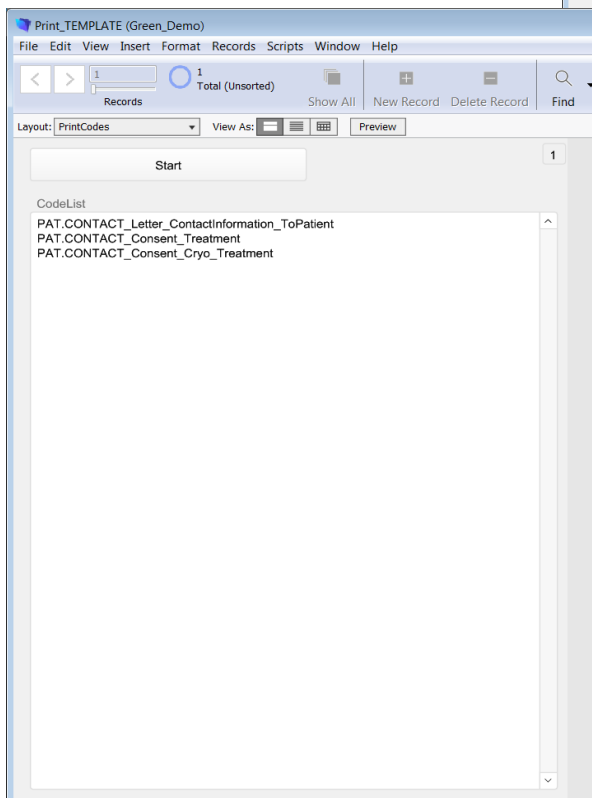 Print_TEMPLATE (Green_Demo)
File Edit View Insert Format Records Scripts Window Help
1
1
Total (Unsorted)
Records
Show All New Record Delete Record Find
Layout: PrintCodes View As: Preview
Start
1
CodeList
PAT.CONTACT_Letter_ContactInformation_ToPatient
PAT.CONTACT_Consent_Treatment
PAT.CONTACT_Consent_Cryo_Treatment